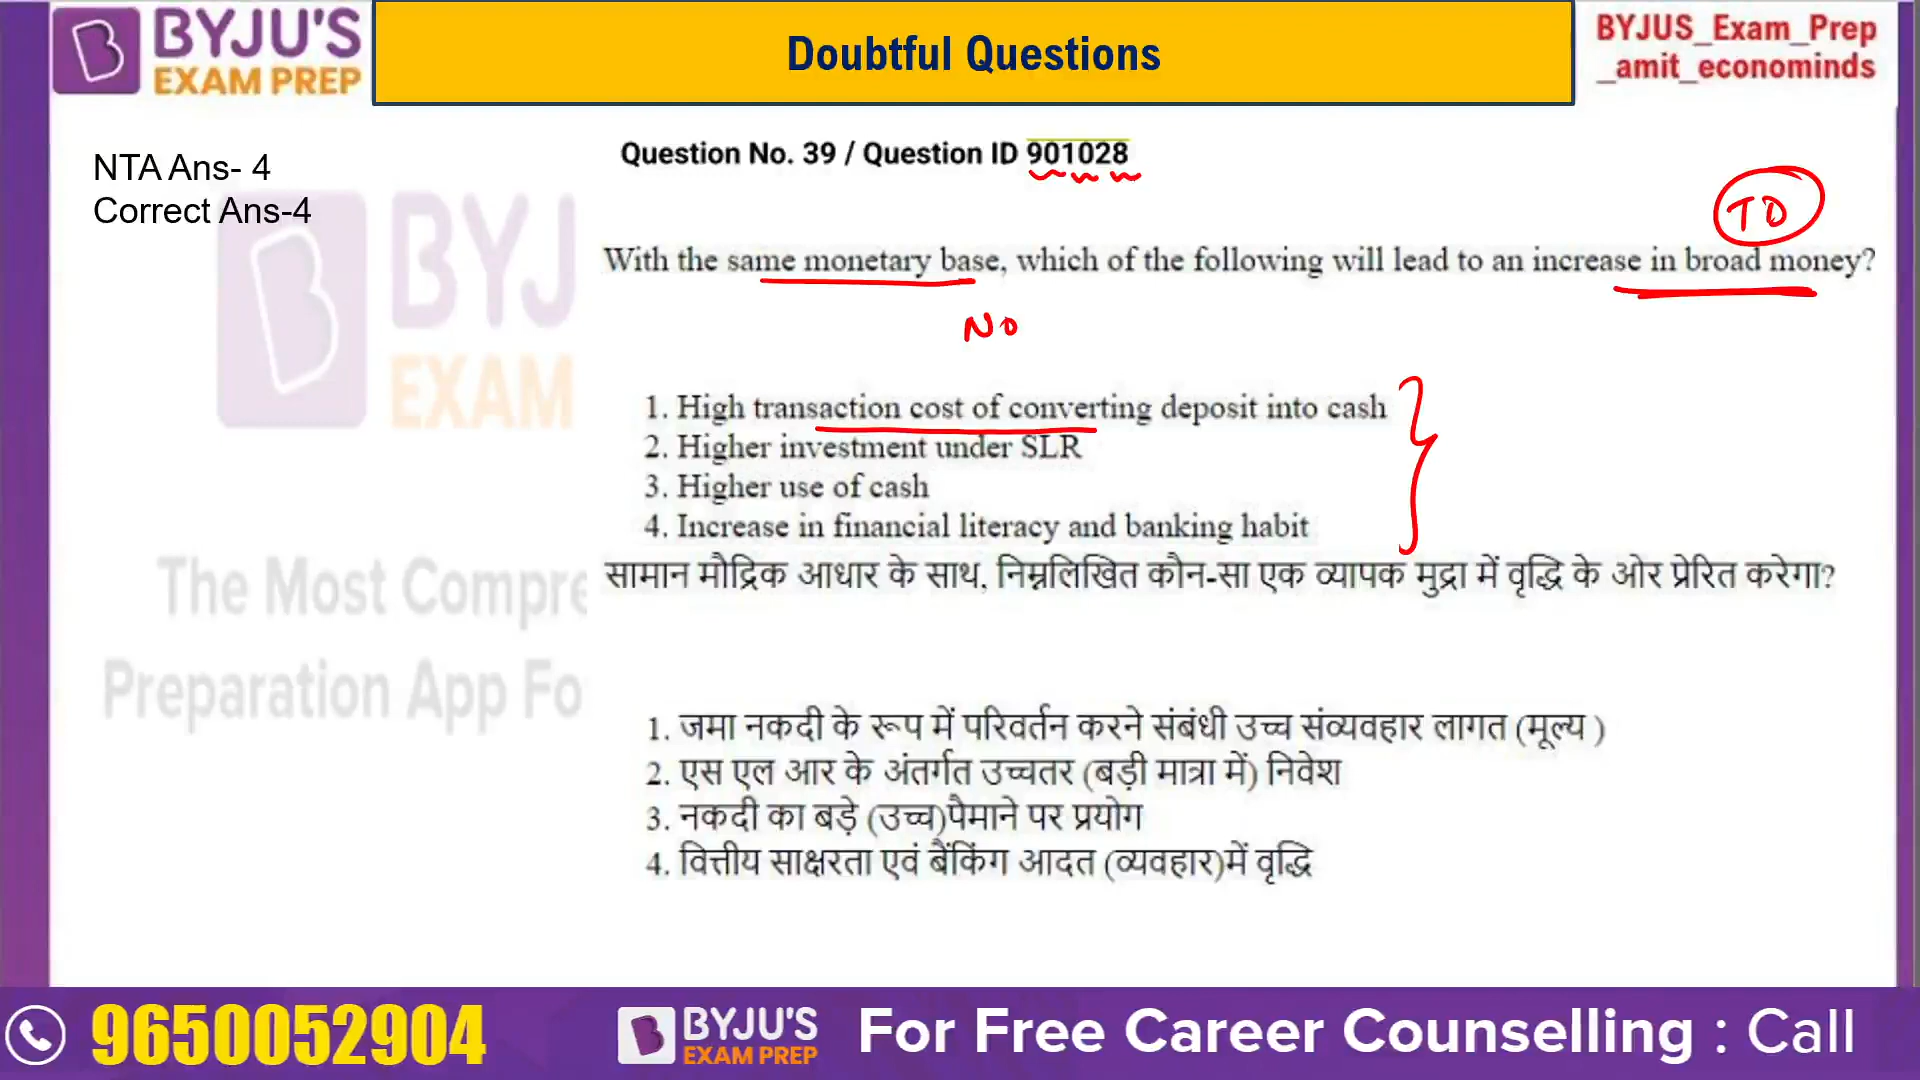 BYJU'S
EXAM PREP
Doubtful Questions
BYJUS_Exam_Prep
_amit_econominds
NTA Ans- 4
Correct Ans-4
Question No. 39 / Question ID 901028
TD
With the same monetary base, which of the following will lead to an increase in broad money?
NO
1. High transaction cost of converting deposit into cash
2. Higher investment under SLR
3. Higher use of cash
4. Increase in financial literacy and banking habit
सामान मौद्रिक आधार के साथ, निम्नलिखित कौन-सा एक व्यापक मुद्रा में वृद्धि के ओर प्रेरित करेगा?
1. जमा नकदी के रूप में परिवर्तन करने संबंधी उच्च संव्यवहार लागत (मूल्य )
2. एस एल आर के अंतर्गत उच्चतर (बड़ी मात्रा में) निवेश
3. नकदी का बड़े (उच्च)पैमाने पर प्रयोग
4. वित्तीय साक्षरता एवं बैंकिंग आदत (व्यवहार)में वृद्धि
BYJ
EXAM
The Most Compre
Preparation App Fo
9650052904
BYJU'S
EXAM PREP
For Free Career Counselling : Call